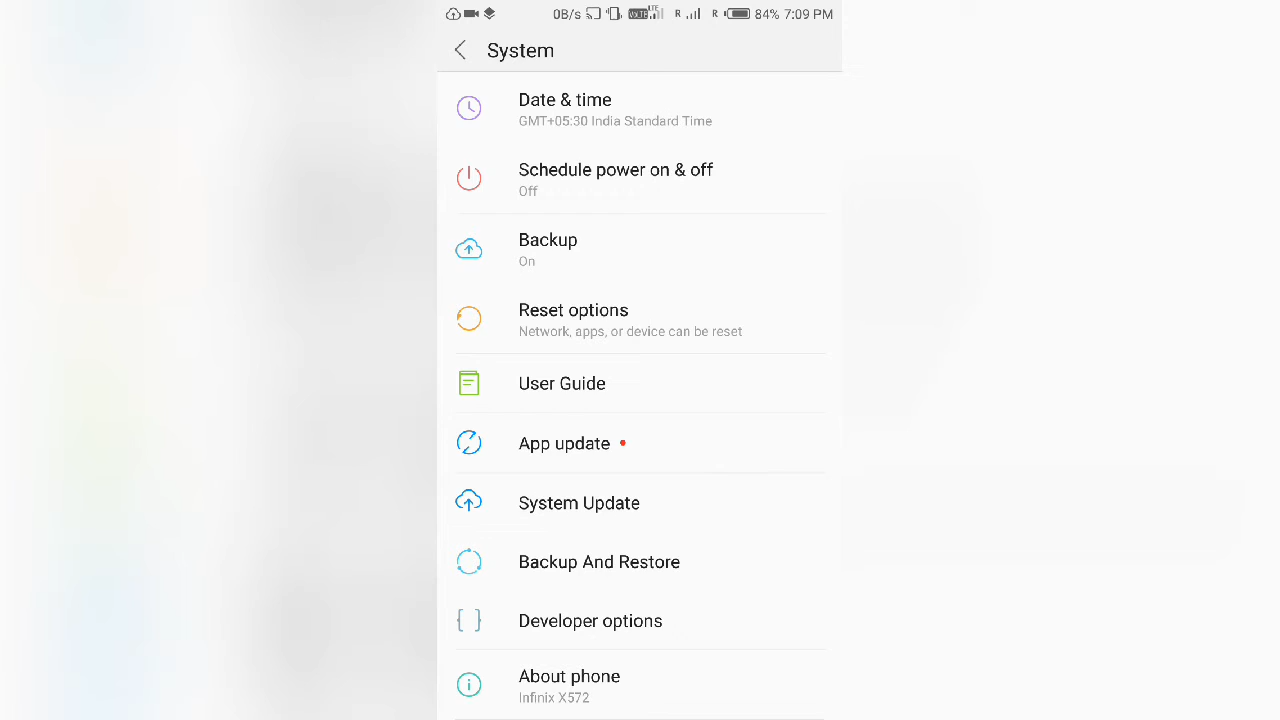 0B/s VoLTE LTE R R 84% 7:09 PM
System
Date & time
GMT+05:30 India Standard Time
Schedule power on & off
Off
Backup
On
Reset options
Network, apps, or device can be reset
User Guide
App update
System Update
Backup And Restore
Developer options
About phone
Infinix X572